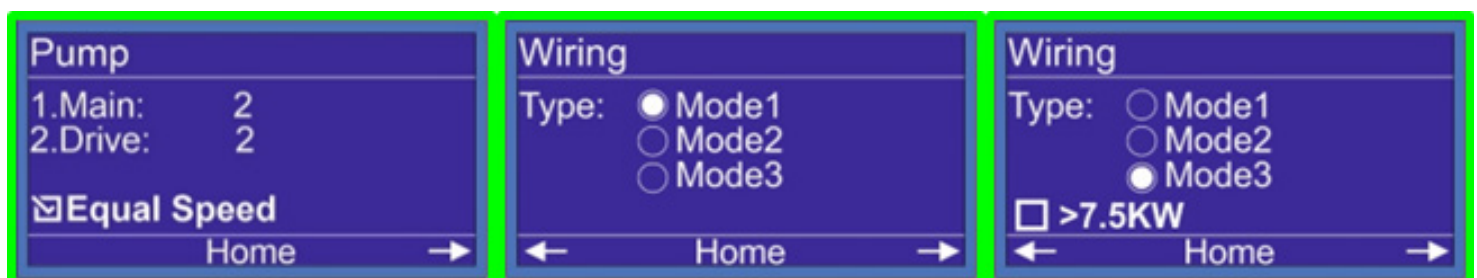 Pump
1.Main: 2
2.Drive: 2
Equal Speed
Home
Wiring
Type: Mode1
Mode2
Mode3
Home
Wiring
Type: Mode1
Mode2
Mode3
>7.5KW
Home